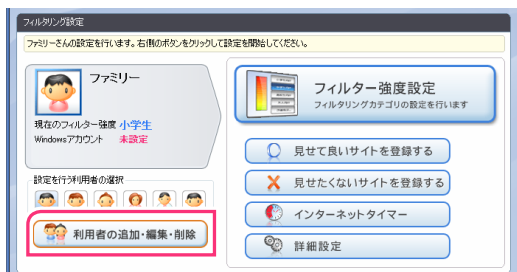 フィルタリング設定
ファミリーさんの設定を行います。右側のボタンをクリックして設定を開始してください。
ファミリー
現在のフィルター強度 小学生
Windowsアカウント 未設定
設定を行う利用者の選択
利用者の追加・編集・削除
フィルター強度設定
フィルタリングカテゴリの設定を行います
見せて良いサイトを登録する
見せたくないサイトを登録する
インターネットタイマー
詳細設定